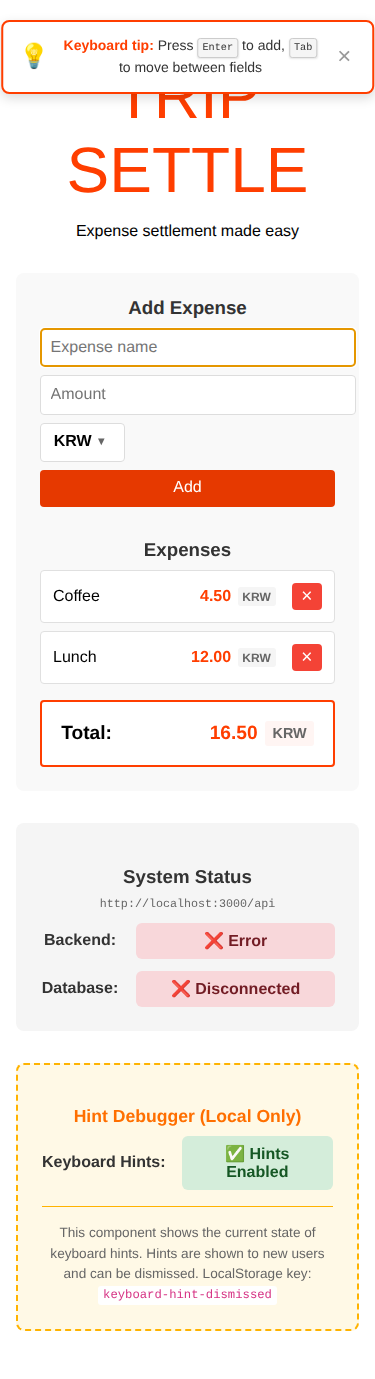 💡 Keyboard tip: Press Enter to add, Tab ×
to move between fields
TRIP
SETTLE
Expense settlement made easy
Add Expense
Expense name
Amount
KRW ▼
Add
Expenses
Coffee 4.50 KRW ×
Lunch 12.00 KRW ×
Total: 16.50 KRW
System Status
http://localhost:3000/api
Backend: ❌ Error
Database: ❌ Disconnected
Hint Debugger (Local Only)
Keyboard Hints: ✅ Hints
Enabled
This component shows the current state of
keyboard hints. Hints are shown to new users
and can be dismissed. LocalStorage key:
keyboard-hint-dismissed